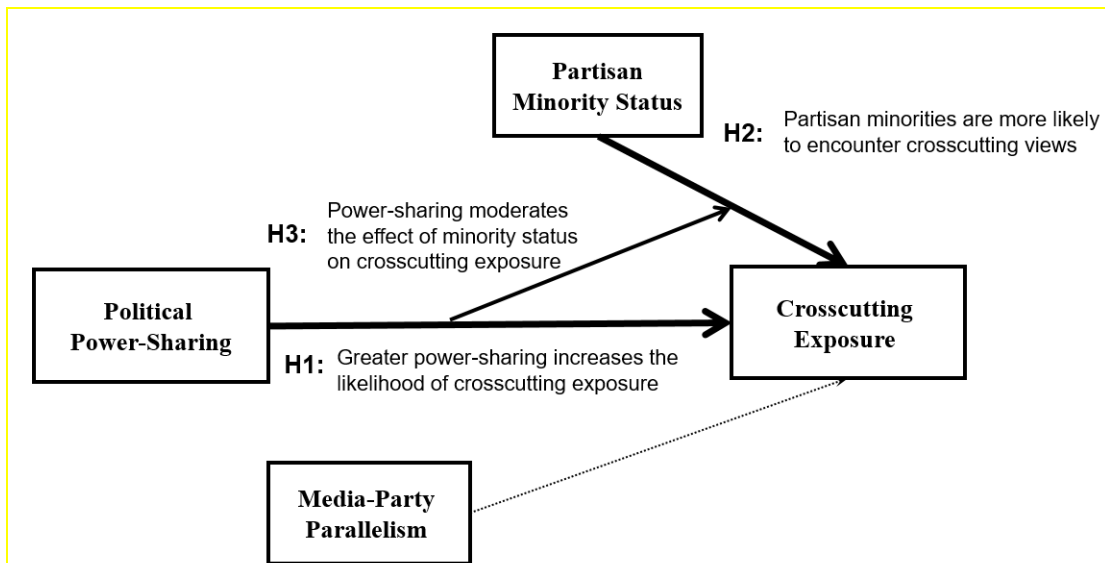 Partisan
Minority Status
H2:
Partisan minorities are more likely
to encounter crosscutting views
H3:
Power-sharing moderates
the effect of minority status
on crosscutting exposure
Political
Power-Sharing
Crosscutting
Exposure
H1:
Greater power-sharing increases the
likelihood of crosscutting exposure
Media-Party
Parallelism